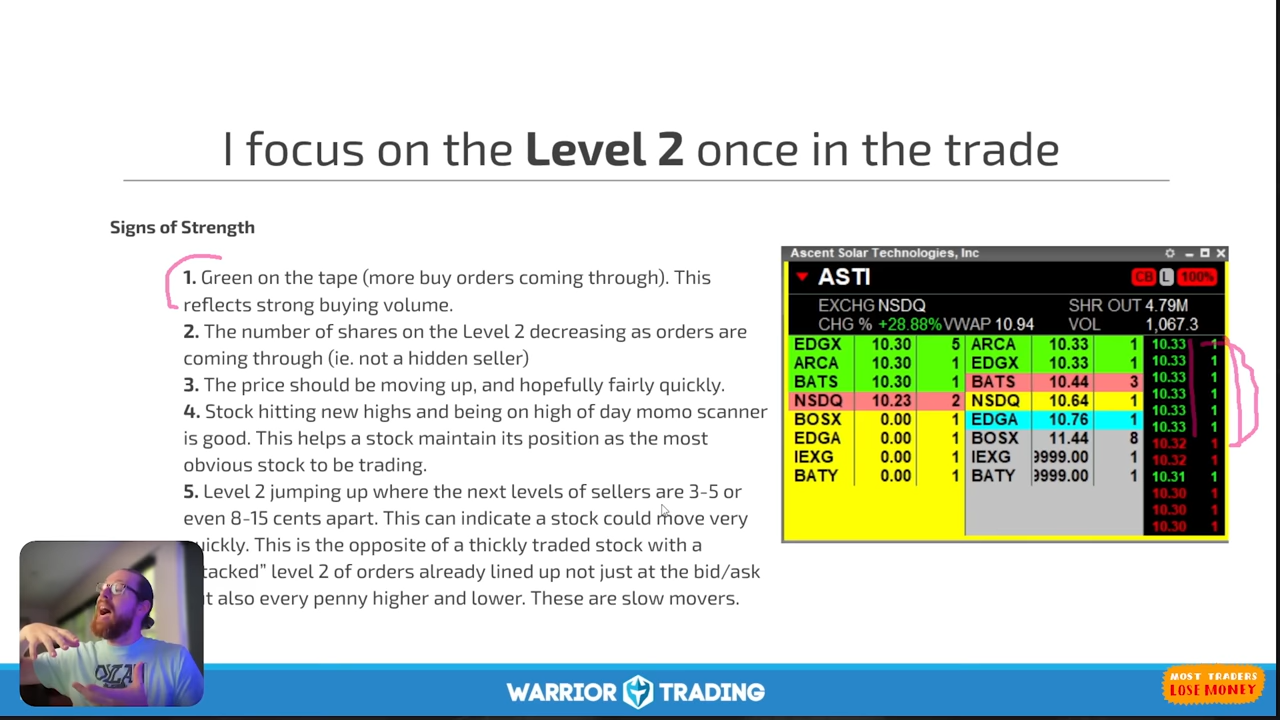 I focus on the Level 2 once in the trade
Signs of Strength
1. Green on the tape (more buy orders coming through). This
reflects strong buying volume.
2. The number of shares on the Level 2 decreasing as orders are
coming through (ie. not a hidden seller)
3. The price should be moving up, and hopefully fairly quickly.
4. Stock hitting new highs and being on high of day momo scanner
is good. This helps a stock maintain its position as the most
obvious stock to be trading.
5. Level 2 jumping up where the next levels of sellers are 3-5 or
even 8-15 cents apart. This can indicate a stock could move very
uickly. This is the opposite of a thickly traded stock with a
tacked" level 2 of orders already lined up not just at the bid/ask
t also every penny higher and lower. These are slow movers.
Ascent Solar Technologies, Inc
ASTI CB L 100%
EXCHG NSDQ SHR OUT 4.79M
CHG % +28.88% VWAP 10.94 VOL 1,067.3
EDGX 10.30 5 ARCA 10.33 1
ARCA 10.30 1 EDGX 10.33 1
BATS 10.30 1 BATS 10.44 3
NSDQ 10.23 2 NSDQ 10.64 1
BOSX 0.00 1 EDGA 10.76 1
EDGA 0.00 1 BOSX 11.44 8
IEXG 0.00 1 IEXG 9999.00 1
BATY 0.00 1 BATY 9999.00 1
10.33 1
10.33 1
10.33 1
10.33 1
10.33 1
10.33 1
10.32 1
10.32 1
10.31 1
10.30 1
10.30 1
10.30 1
WARRIOR TRADING
MOST TRADERS
LOSE MONEY